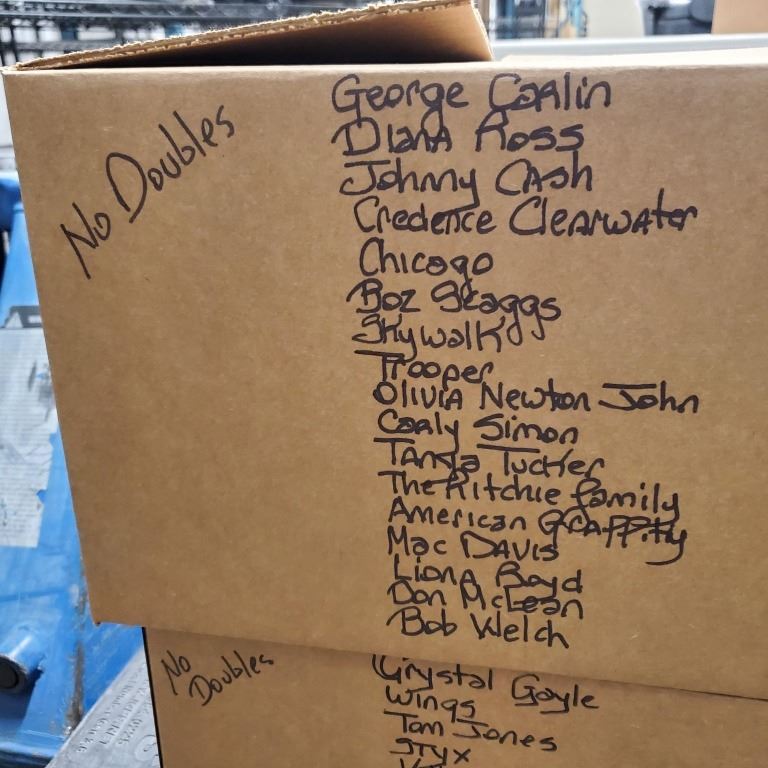 No Doubles
George Carlin
Diana Ross
Johnny Cash
Credence Clearwater
Chicago
Boz Scaggs
Skywalk
Trooper
Olivia Newton John
Carly Simon
Tanya Tucker
The Ritchie Family
American Graffity
Mac Davis
Liona Boyd
Don McLean
Bob Welch
No
Doubles
Crystal Gayle
Wings
Tom Jones
Styx